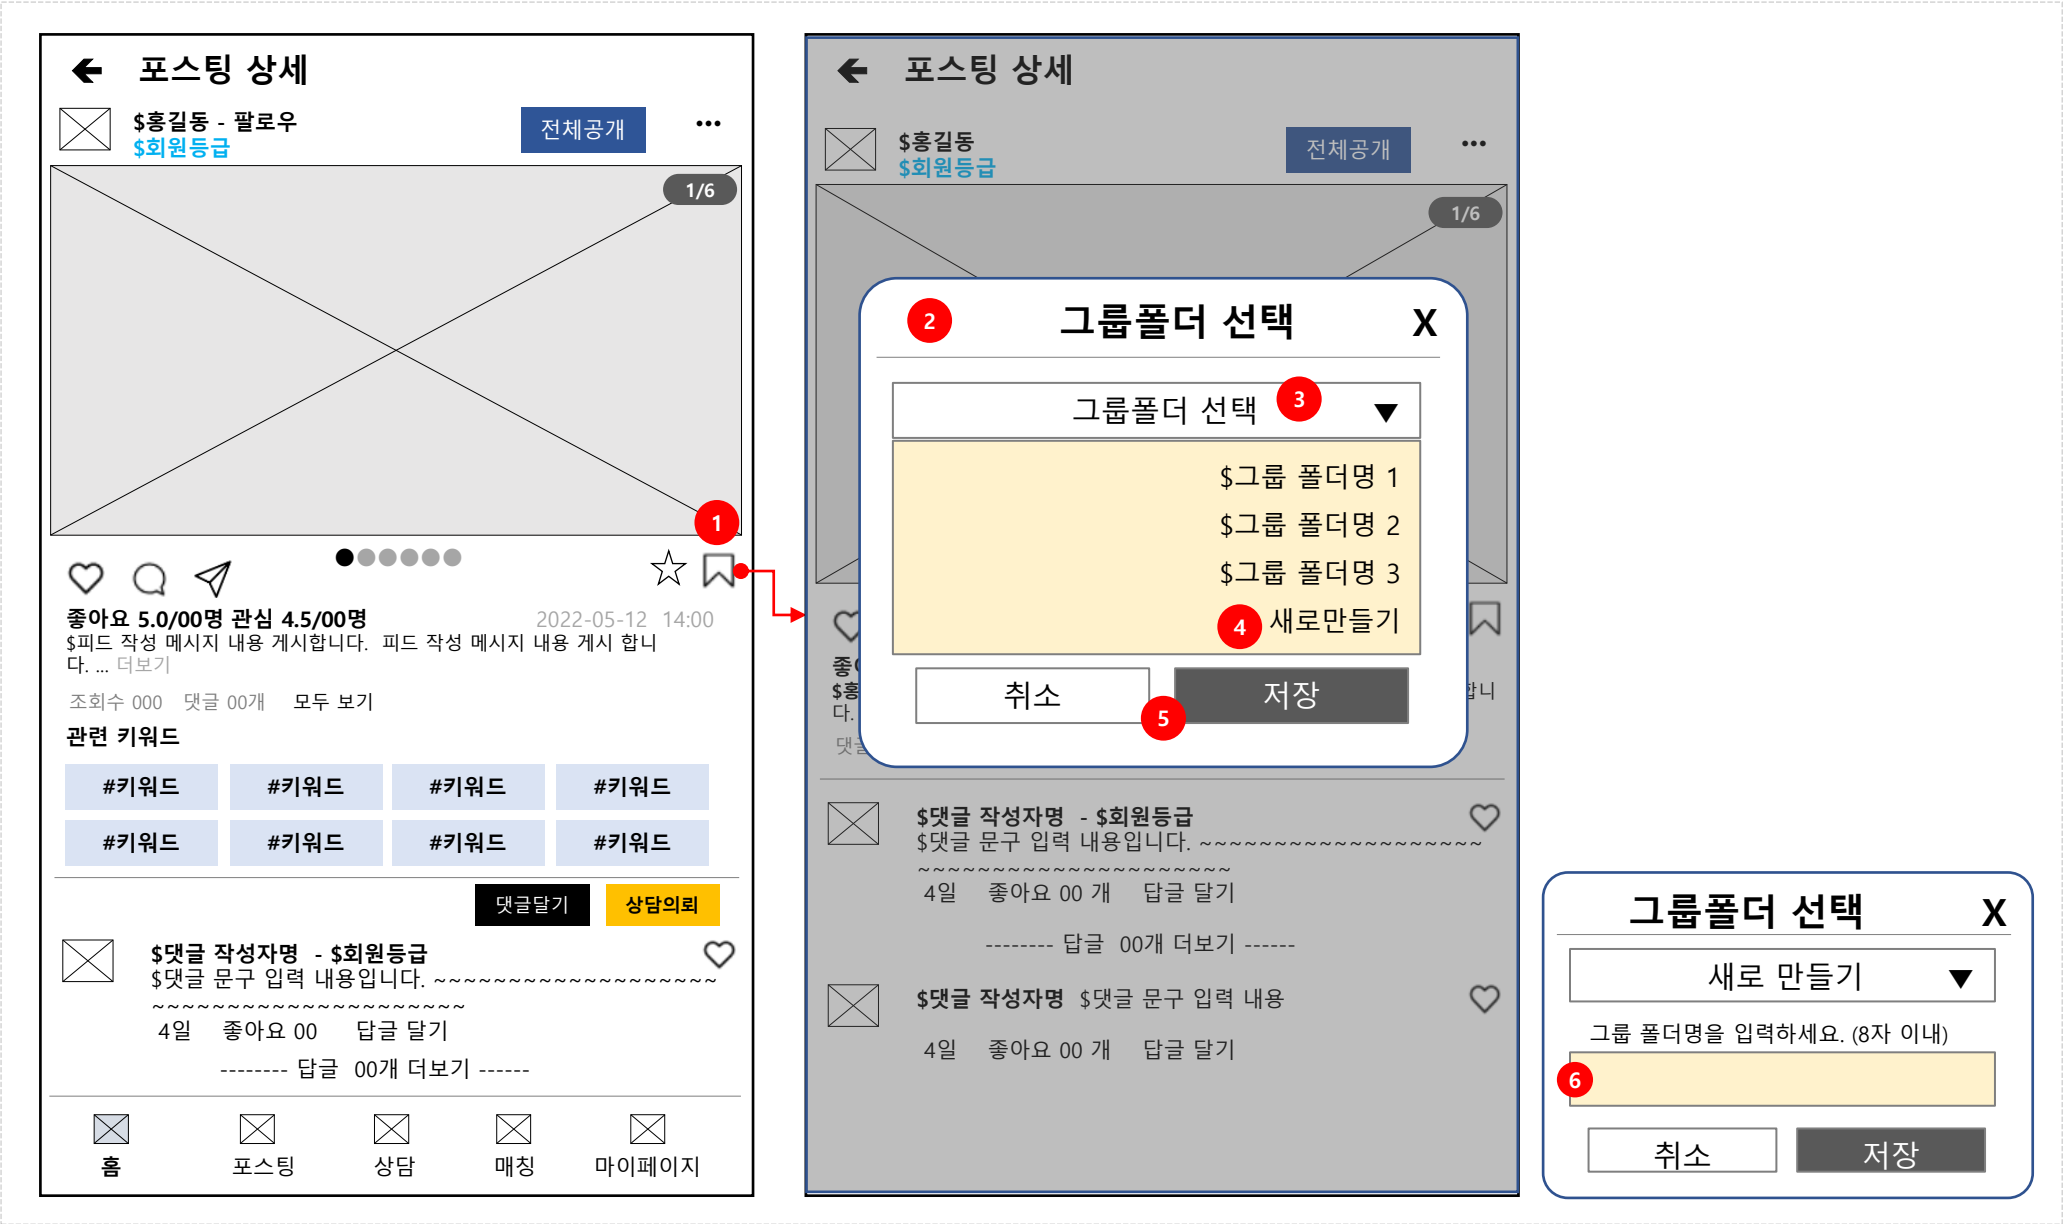 포스팅 상세
$홍길동 - 팔로우
$회원등급
전체공개
1/6
1
좋아요 5.0/00명 관심 4.5/00명
2022-05-12 14:00
$피드 작성 메시지 내용 게시합니다. 피드 작성 메시지 내용 게시 합니
다. ... 더보기
조회수 000 댓글 00개 모두 보기
관련 키워드
#키워드 #키워드 #키워드 #키워드
#키워드 #키워드 #키워드 #키워드
댓글달기 상담의뢰
$댓글 작성자명 - $회원등급
$댓글 문구 입력 내용입니다. ~~~~~~~~~~~~~~~~~~~
~~~~~~~~~~~~~~~~~~~~~
4일 좋아요 00 답글 달기
-------- 답글 00개 더보기 ------
홈 포스팅 상담 매칭 마이페이지
포스팅 상세
$홍길동
$회원등급
전체공개
1/6
2 그룹폴더 선택 X
그룹폴더 선택 3 ▼
$그룹 폴더명 1
$그룹 폴더명 2
$그룹 폴더명 3
4 새로만들기
취소 5 저장
좋
$홍
합니
다.
댓글
$댓글 작성자명 - $회원등급
$댓글 문구 입력 내용입니다. ~~~~~~~~~~~~~~~~~~~
~~~~~~~~~~~~~~~~~~~~~
4일 좋아요 00 개 답글 달기
-------- 답글 00개 더보기 ------
$댓글 작성자명 $댓글 문구 입력 내용
4일 좋아요 00 개 답글 달기
그룹폴더 선택 X
새로 만들기 ▼
그룹 폴더명을 입력하세요. (8자 이내)
6
취소 저장